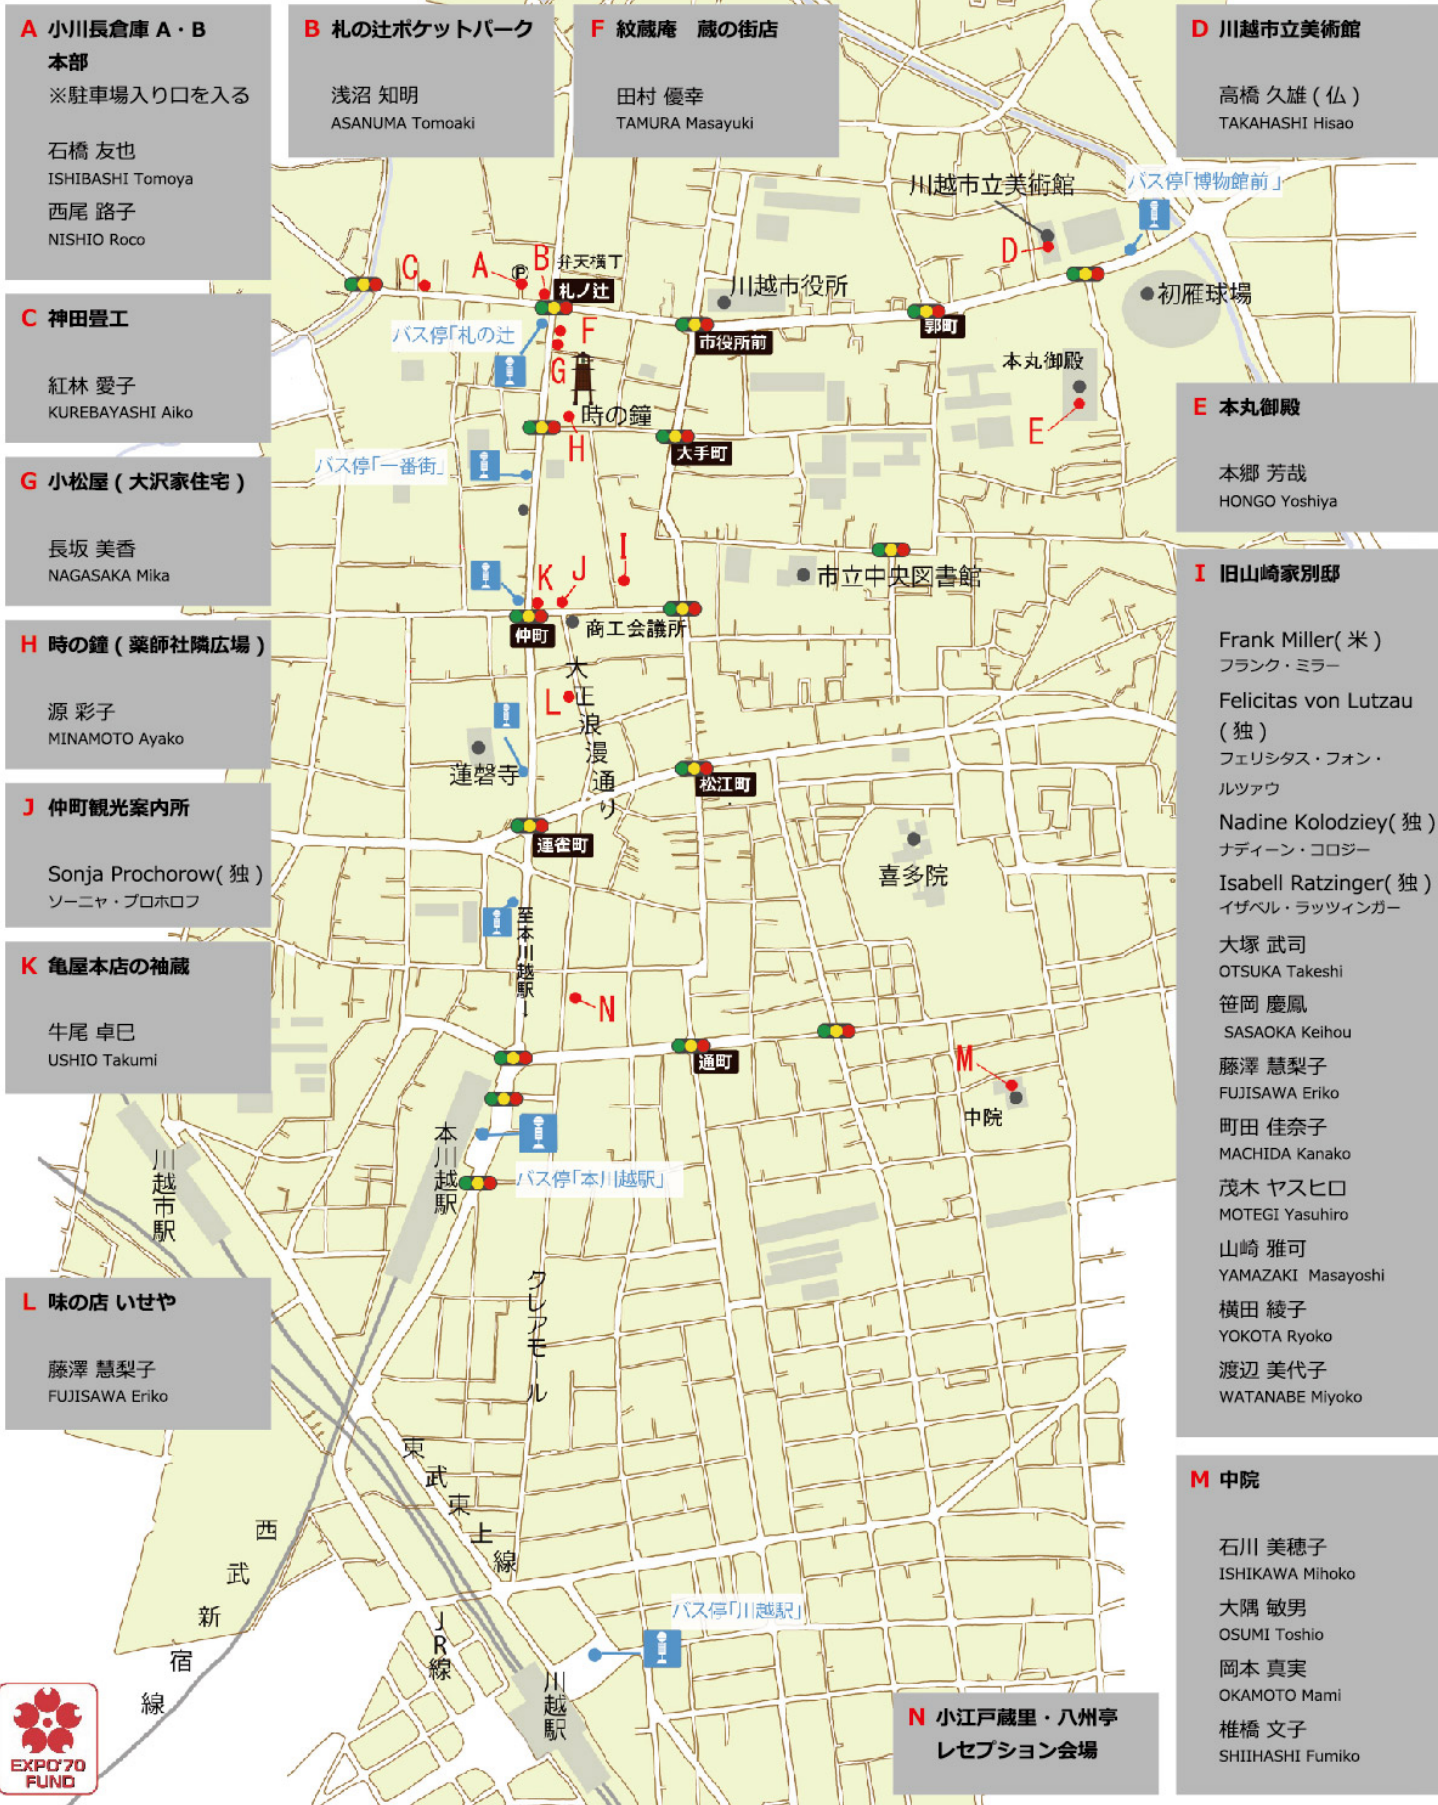 A 小川長倉庫 A・B
本部
※駐車場入り口を入る
石橋 友也
ISHIBASHI Tomoya
西尾 路子
NISHIO Roco
B 札の辻ポケットパーク
浅沼 知明
ASANUMA Tomoaki
F 紋蔵庵 蔵の街店
田村 優幸
TAMURA Masayuki
D 川越市立美術館
高橋 久雄 ( 仏 )
TAKAHASHI Hisao
C 神田畳工
紅林 愛子
KUREBAYASHI Aiko
G 小松屋 ( 大沢家住宅 )
長坂 美香
NAGASAKA Mika
H 時の鐘 ( 薬師社隣広場 )
源 彩子
MINAMOTO Ayako
J 仲町観光案内所
Sonja Prochorow( 独 )
ソーニャ・プロホロフ
K 亀屋本店の袖蔵
牛尾 卓巳
USHIO Takumi
L 味の店 いせや
藤澤 慧梨子
FUJISAWA Eriko
E 本丸御殿
本郷 芳哉
HONGO Yoshiya
I 旧山崎家別邸
Frank Miller( 米 )
フランク・ミラー
Felicitas von Lutzau
( 独 )
フェリシタス・フォン・
ルツァウ
Nadine Kolodziey( 独 )
ナディーン・コロジー
Isabell Ratzinger( 独 )
イザベル・ラッツィンガー
大塚 武司
OTSUKA Takeshi
笹岡 慶鳳
SASAOKA Keihou
藤澤 慧梨子
FUJISAWA Eriko
町田 佳奈子
MACHIDA Kanako
茂木 ヤスヒロ
MOTEGI Yasuhiro
山崎 雅可
YAMAZAKI Masayoshi
横田 綾子
YOKOTA Ryoko
渡辺 美代子
WATANABE Miyoko
M 中院
石川 美穂子
ISHIKAWA Mihoko
大隅 敏男
OSUMI Toshio
岡本 真実
OKAMOTO Mami
椎橋 文子
SHIIHASHI Fumiko
N 小江戸蔵里・八州亭
レセプション会場
川越市立美術館
バス停「博物館前」
D
C
A
P
B
弁天横丁
札ノ辻
川越市役所
初雁球場
バス停「札の辻
F
市役所前
郭町
G
本丸御殿
時の鐘
E
H
大手町
バス停「一番街」
I
K
J
市立中央図書館
仲町
商工会議所
大正浪漫通り
L
蓮磬寺
松江町
連雀町
喜多院
至本川越駅↓
N
通町
M
中院
本川越駅
バス停「本川越駅」
川越市駅
クレアモール
東武東上線
西武新宿線
JR線
バス停「川越駅」
川越駅
EXPO'70
FUND